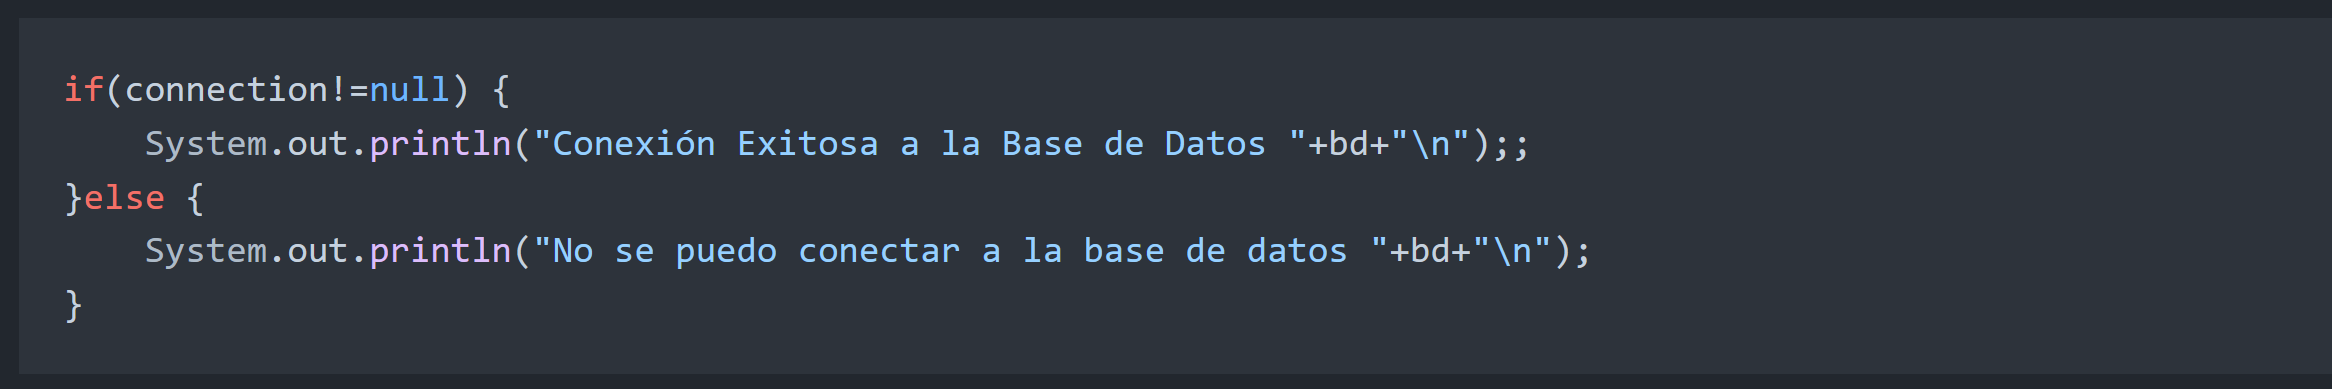 if(connection!=null) {
    System.out.println("Conexión Exitosa a la Base de Datos "+bd+"\n");;
}else {
    System.out.println("No se puedo conectar a la base de datos "+bd+"\n");
}